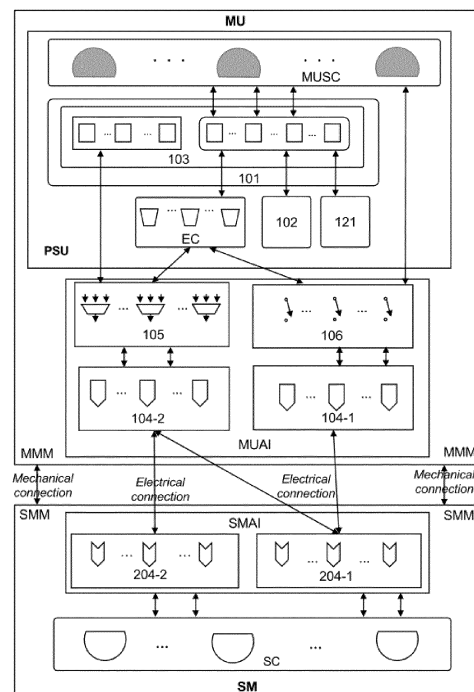 MU
MUSC
103
101
EC
102
121
PSU
105
106
104-2
104-1
MUAI
MMM
MMM
Mechanical connection
Electrical connection
Electrical connection
Mechanical connection
SMM
SMM
SMAI
204-2
204-1
SC
SM